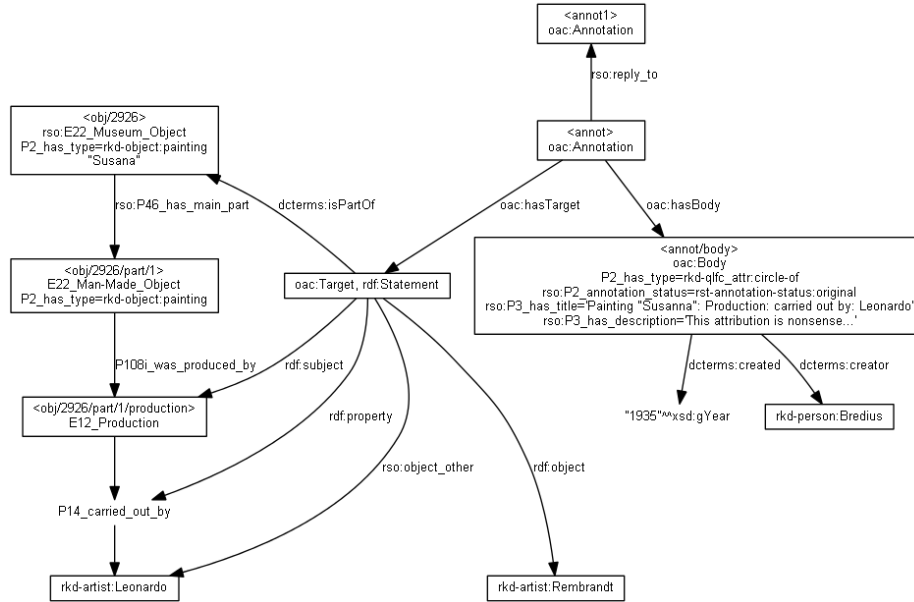 <annot1>
oac:Annotation
rso:reply_to
<obj/2926>
rso:E22_Museum_Object
P2_has_type=rkd-object:painting
"Susana"
<annot>
oac:Annotation
rso:P46_has_main_part
dcterms:isPartOf
oac:hasTarget
oac:hasBody
<obj/2926/part/1>
E22_Man-Made_Object
P2_has_type=rkd-object:painting
oac:Target, rdf:Statement
<annot/body>
oac:Body
P2_has_type=rkd-qlfc_attr:circle-of
rso:P2_annotation_status=rst-annotation-status:original
rso:P3_has_title='Painting "Susanna": Production: carried out by: Leonardo'
rso:P3_has_description='This attribution is nonsense...'
P108i_was_produced_by
rdf:subject
dcterms:created
dcterms:creator
<obj/2926/part/1/production>
E12_Production
rdf:property
"1935"^^xsd:gYear
rkd-person:Bredius
rso:object_other
rdf:object
P14_carried_out_by
rkd-artist:Leonardo
rkd-artist:Rembrandt